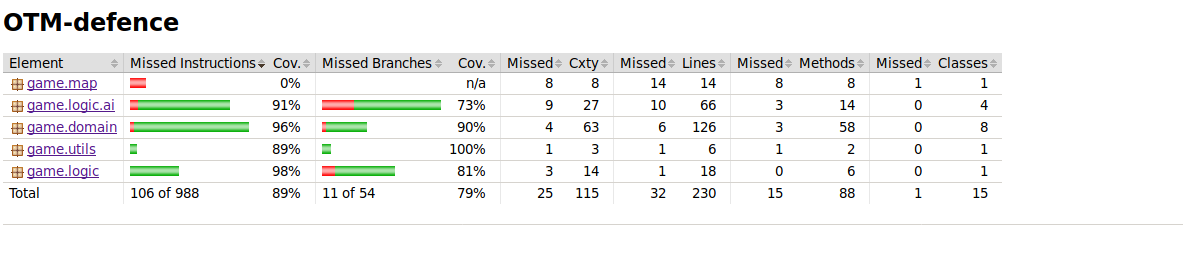 OTM-defence
Element Missed Instructions Cov. Missed Branches Cov. Missed Cxty Missed Lines Missed Methods Missed Classes
game.map 0% n/a 8 8 14 14 8 8 1 1
game.logic.ai 91% 73% 9 27 10 66 3 14 0 4
game.domain 96% 90% 4 63 6 126 3 58 0 8
game.utils 89% 100% 1 3 1 6 1 2 0 1
game.logic 98% 81% 3 14 1 18 0 6 0 1
Total 106 of 988 89% 11 of 54 79% 25 115 32 230 15 88 1 15